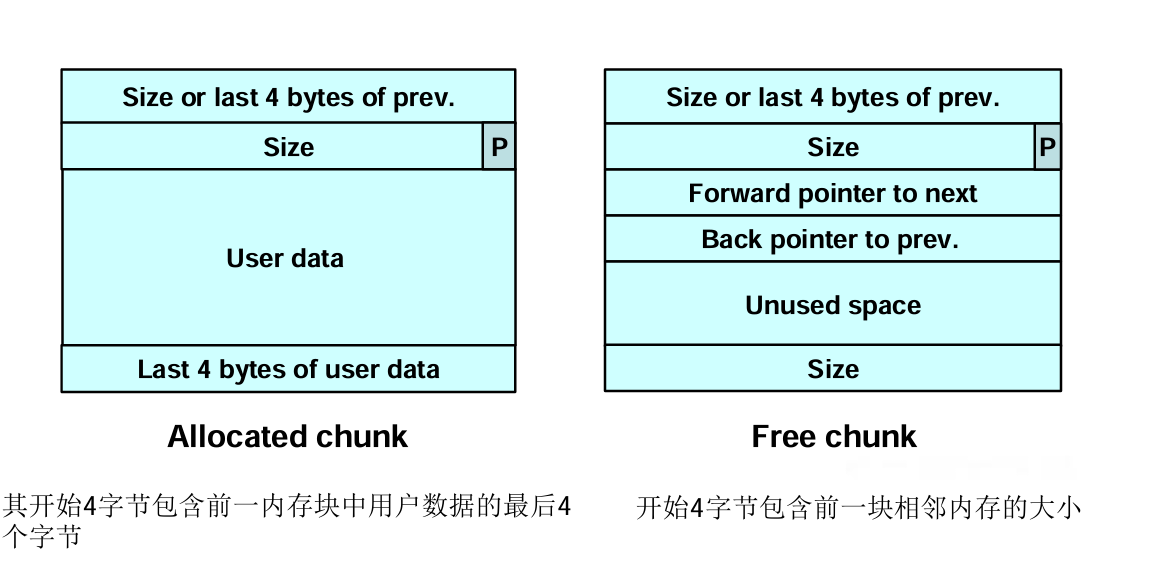 Size or last 4 bytes of prev.
Size
P
User data
Last 4 bytes of user data
Allocated chunk
其开始4字节包含前一内存块中用户数据的最后4
个字节
Size or last 4 bytes of prev.
Size
P
Forward pointer to next
Back pointer to prev.
Unused space
Size
Free chunk
开始4字节包含前一块相邻内存的大小